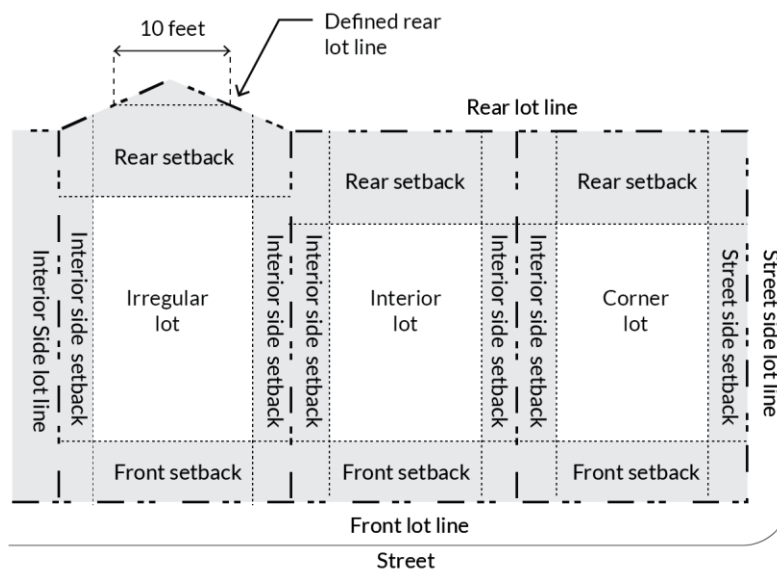 10 feet
Defined rear
lot line
Rear lot line
Rear setback
Rear setback
Rear setback
Interior Side lot line
Interior side setback
Irregular
lot
Interior side setback
Interior side setback
Interior
lot
Interior side setback
Interior side setback
Corner
lot
Street side setback
Street side lot line
Front setback
Front setback
Front setback
Front lot line
Street